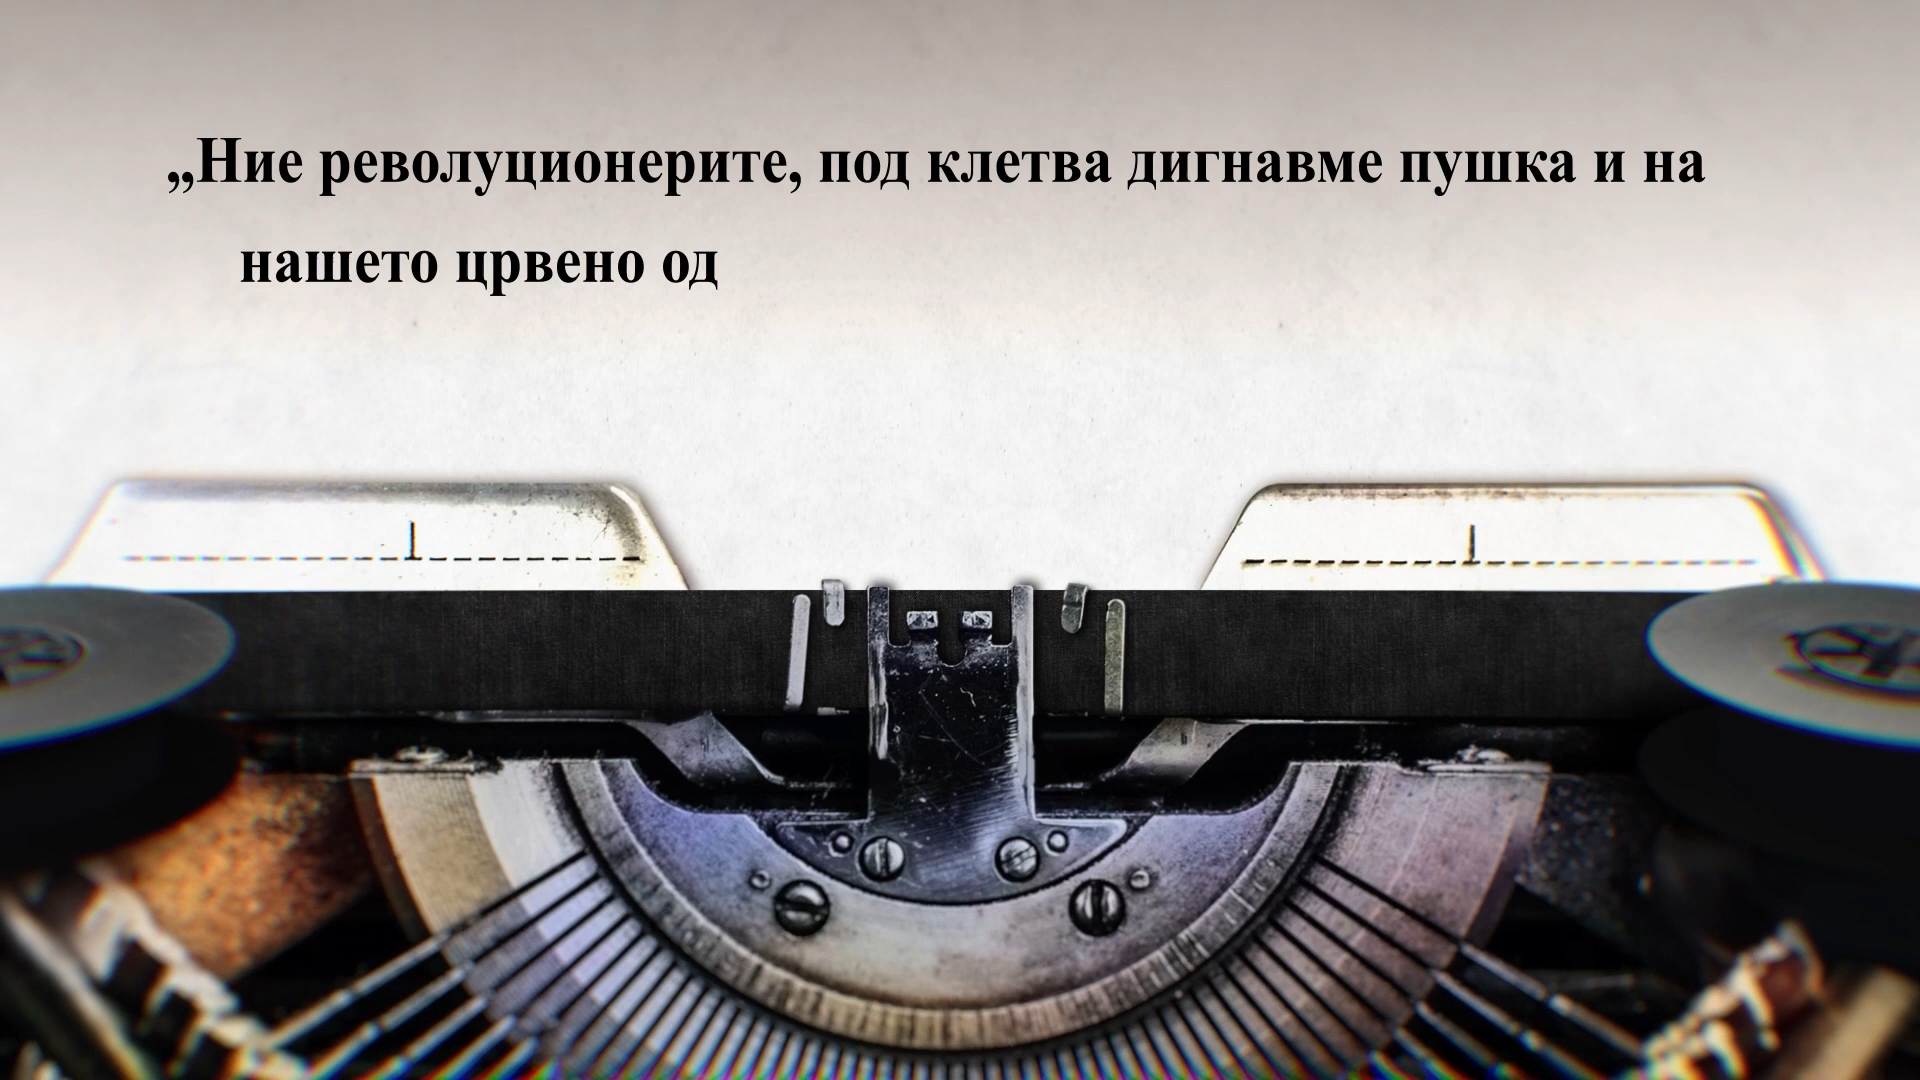 „Ние револуционерите, под клетва дигнавме пушка и на
нашето црвено од